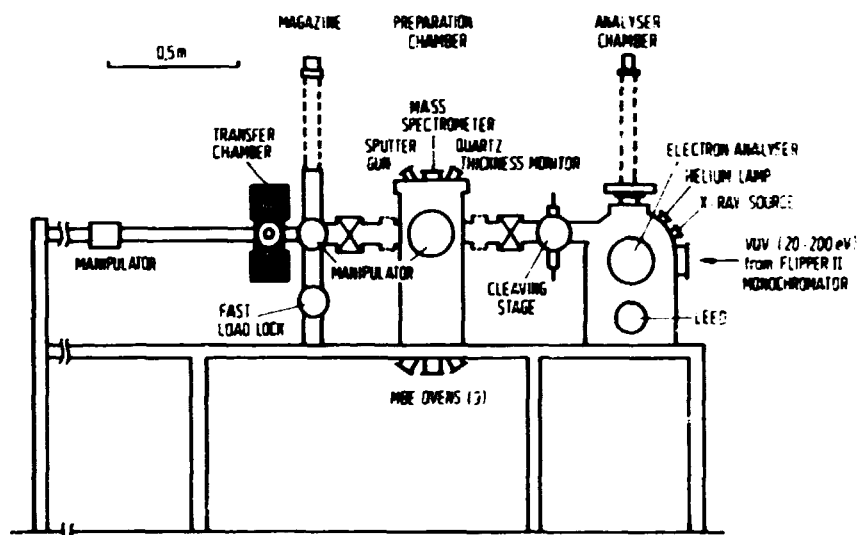 MAGAZINE
PREPARATION
CHAMBER
ANALYSER
CHAMBER
0,5m
MASS
SPECTROMETER
SPUTTER
GUN
QUARTZ
THICKNESS MONITOR
TRANSFER
CHAMBER
ELECTRON ANALYSER
HELIUM LAMP
X-RAY SOURCE
VUV (20-200 eV)
from FLIPPER II
MONOCHROMATOR
MANIPULATOR
MANIPULATOR
CLEAVING
STAGE
FAST
LOAD LOCK
LEED
MBE OVENS (9)